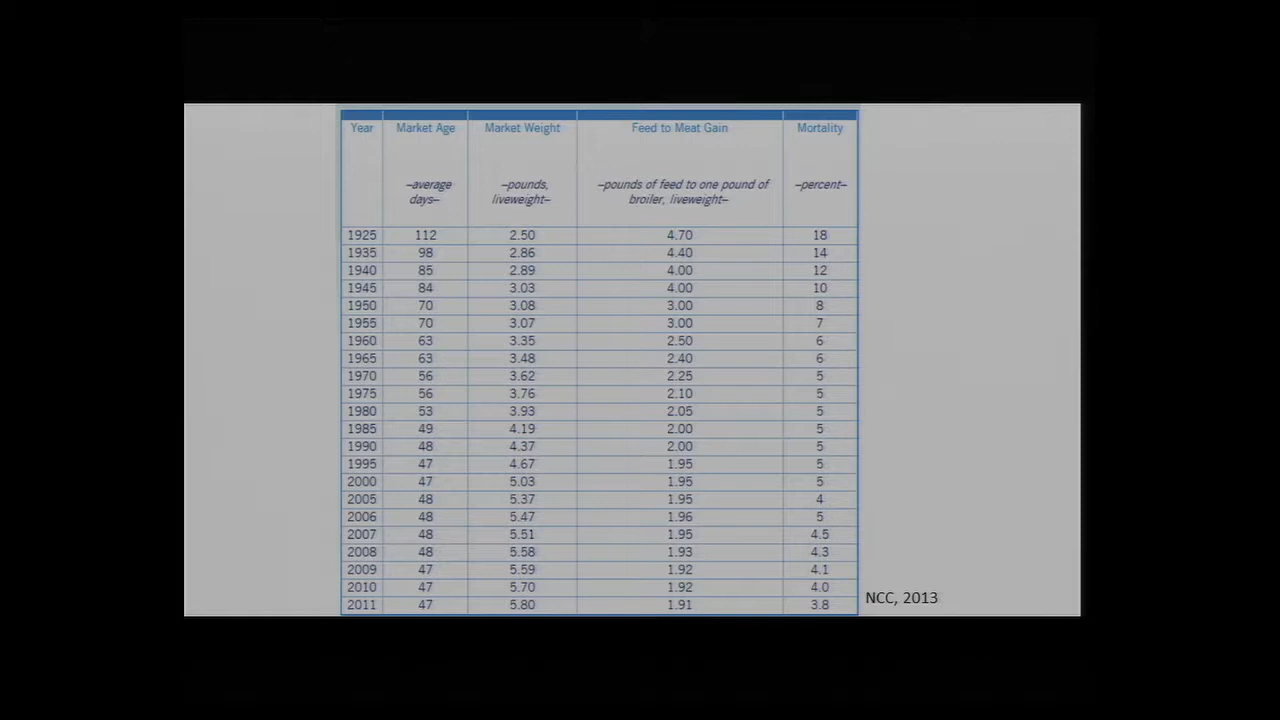 Year Market Age Market Weight Feed to Meat Gain Mortality
–average –pounds, –pounds of feed to one pound of –percent–
days– liveweight– broiler, liveweight–
1925 112 2.50 4.70 18
1935 98 2.86 4.40 14
1940 85 2.89 4.00 12
1945 84 3.03 4.00 10
1950 70 3.08 3.00 8
1955 70 3.07 3.00 7
1960 63 3.35 2.50 6
1965 63 3.48 2.40 6
1970 56 3.62 2.25 5
1975 56 3.76 2.10 5
1980 53 3.93 2.05 5
1985 49 4.19 2.00 5
1990 48 4.37 2.00 5
1995 47 4.67 1.95 5
2000 47 5.03 1.95 5
2005 48 5.37 1.95 4
2006 48 5.47 1.96 5
2007 48 5.51 1.95 4.5
2008 48 5.58 1.93 4.3
2009 47 5.59 1.92 4.1
2010 47 5.70 1.92 4.0
2011 47 5.80 1.91 3.8
NCC, 2013